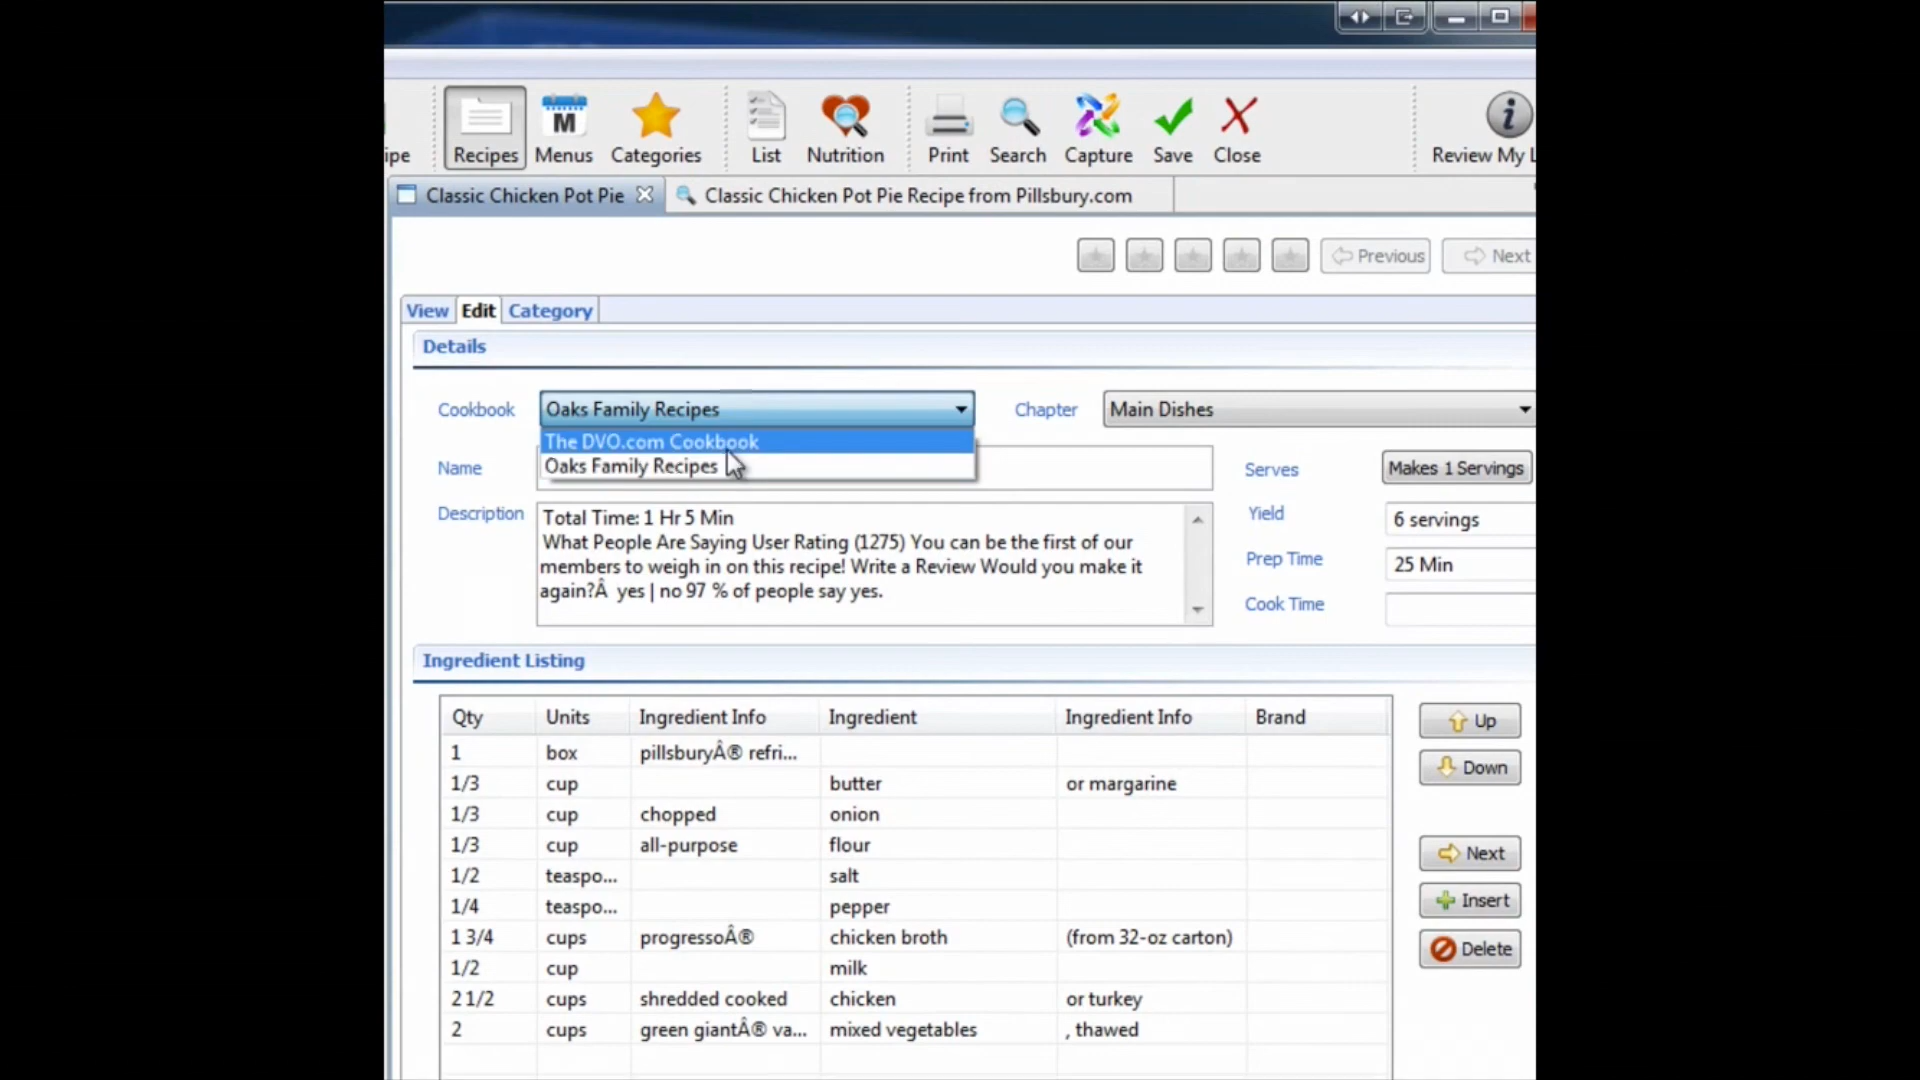 ipe
Recipes
Menus
Categories
List
Nutrition
Print
Search
Capture
Save
Close
Review My L
Classic Chicken Pot Pie
Classic Chicken Pot Pie Recipe from Pillsbury.com
Previous
Next
View
Edit
Category
Details
Cookbook
Oaks Family Recipes
Chapter
Main Dishes
The DVO.com Cookbook
Oaks Family Recipes
Name
Serves
Makes 1 Servings
Description
Total Time: 1 Hr 5 Min
What People Are Saying User Rating (1275) You can be the first of our
members to weigh in on this recipe! Write a Review Would you make it
again?Â  yes | no 97 % of people say yes.
Yield
6 servings
Prep Time
25 Min
Cook Time
Ingredient Listing
Qty Units Ingredient Info Ingredient Ingredient Info Brand
1 box pillsburyÂ® refri...
1/3 cup butter or margarine
1/3 cup chopped onion
1/3 cup all-purpose flour
1/2 teaspo... salt
1/4 teaspo... pepper
1 3/4 cups progressoÂ® chicken broth (from 32-oz carton)
1/2 cup milk
2 1/2 cups shredded cooked chicken or turkey
2 cups green giantÂ® va... mixed vegetables , thawed
Up
Down
Next
Insert
Delete